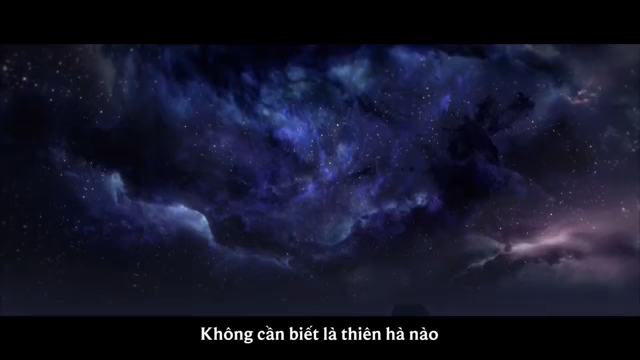 Không cần biết là thiên hà nào